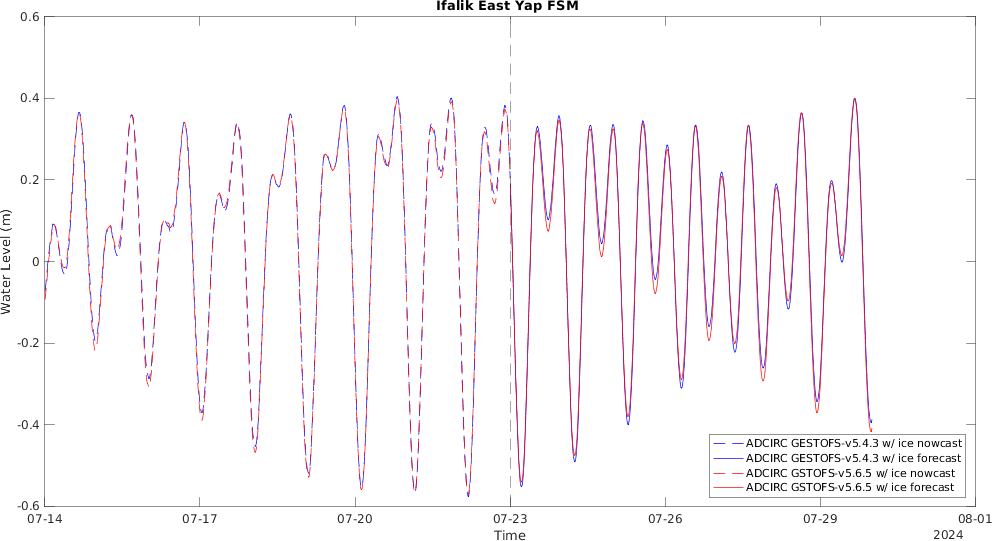 Ifalik East Yap FSM
0.6
0.4
0.2
0
-0.2
-0.4
-0.6
Water Level (m)
07-14
07-17
07-20
07-23
07-26
07-29
08-01
Time
2024
ADCIRC GESTOFS-v5.4.3 w/ ice nowcast
ADCIRC GESTOFS-v5.4.3 w/ ice forecast
ADCIRC GSTOFS-v5.6.5 w/ ice nowcast
ADCIRC GSTOFS-v5.6.5 w/ ice forecast